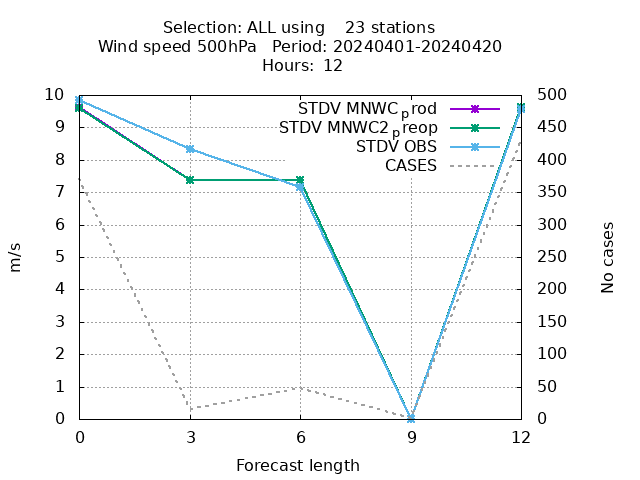 Selection: ALL using 23 stations
Wind speed 500hPa Period: 20240401-20240420
Hours: 12
STDV MNWCprod
STDV MNWC2preop
STDV OBS
CASES
10
9
8
7
6
5
4
3
2
1
0
500
450
400
350
300
250
200
150
100
50
0
m/s
No cases
0 3 6 9 12
Forecast length